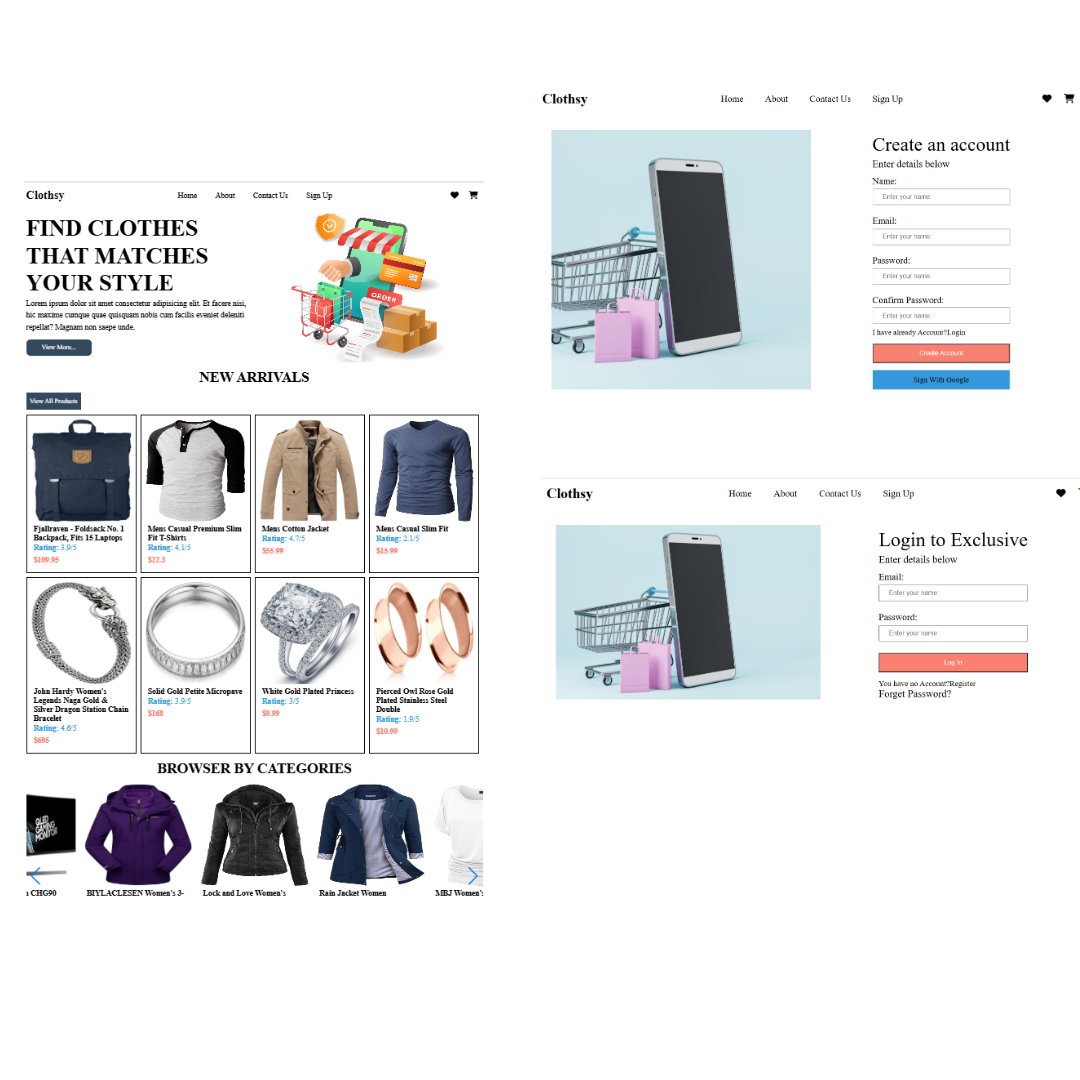 Clothsy
Home About Contact Us Sign Up
FIND CLOTHES
THAT MATCHES
YOUR STYLE
Lorem ipsum dolor sit amet consectetur adipisicing elit. Et facere nisi,
hic maxime cumque quae quisquam nobis cum facilis eveniet deleniti
repellat? Magnam non saepe unde.
View More...
ORDER
NEW ARRIVALS
View All Products
Fjallraven - Foldsack No. 1
Backpack, Fits 15 Laptops
Rating: 3.9/5
$109.95
Mens Casual Premium Slim
Fit T-Shirts
Rating: 4.1/5
$22.3
Mens Cotton Jacket
Rating: 4.7/5
$55.99
Mens Casual Slim Fit
Rating: 2.1/5
$15.99
John Hardy Women's
Legends Naga Gold &
Silver Dragon Station Chain
Bracelet
Rating: 4.6/5
$695
Solid Gold Petite Micropave
Rating: 3.9/5
$168
White Gold Plated Princess
Rating: 3/5
$9.99
Pierced Owl Rose Gold
Plated Stainless Steel
Double
Rating: 1.9/5
$10.99
BROWSER BY CATEGORIES
QLED
GAMING
MONITOR
CHG90
BIYLACLESEN Women's 3-
Lock and Love Women's
Rain Jacket Women
MBJ Women's
Clothsy
Home About Contact Us Sign Up
Create an account
Enter details below
Name:
Enter your name:
Email:
Enter your name:
Password:
Enter your name:
Confirm Password:
Enter your name:
I have already Account?Login
Create Account
Sign With Google
Clothsy
Home About Contact Us Sign Up
Login to Exclusive
Enter details below
Email:
Enter your name:
Password:
Enter your name:
Log in
You have no Account?Register
Forget Password?